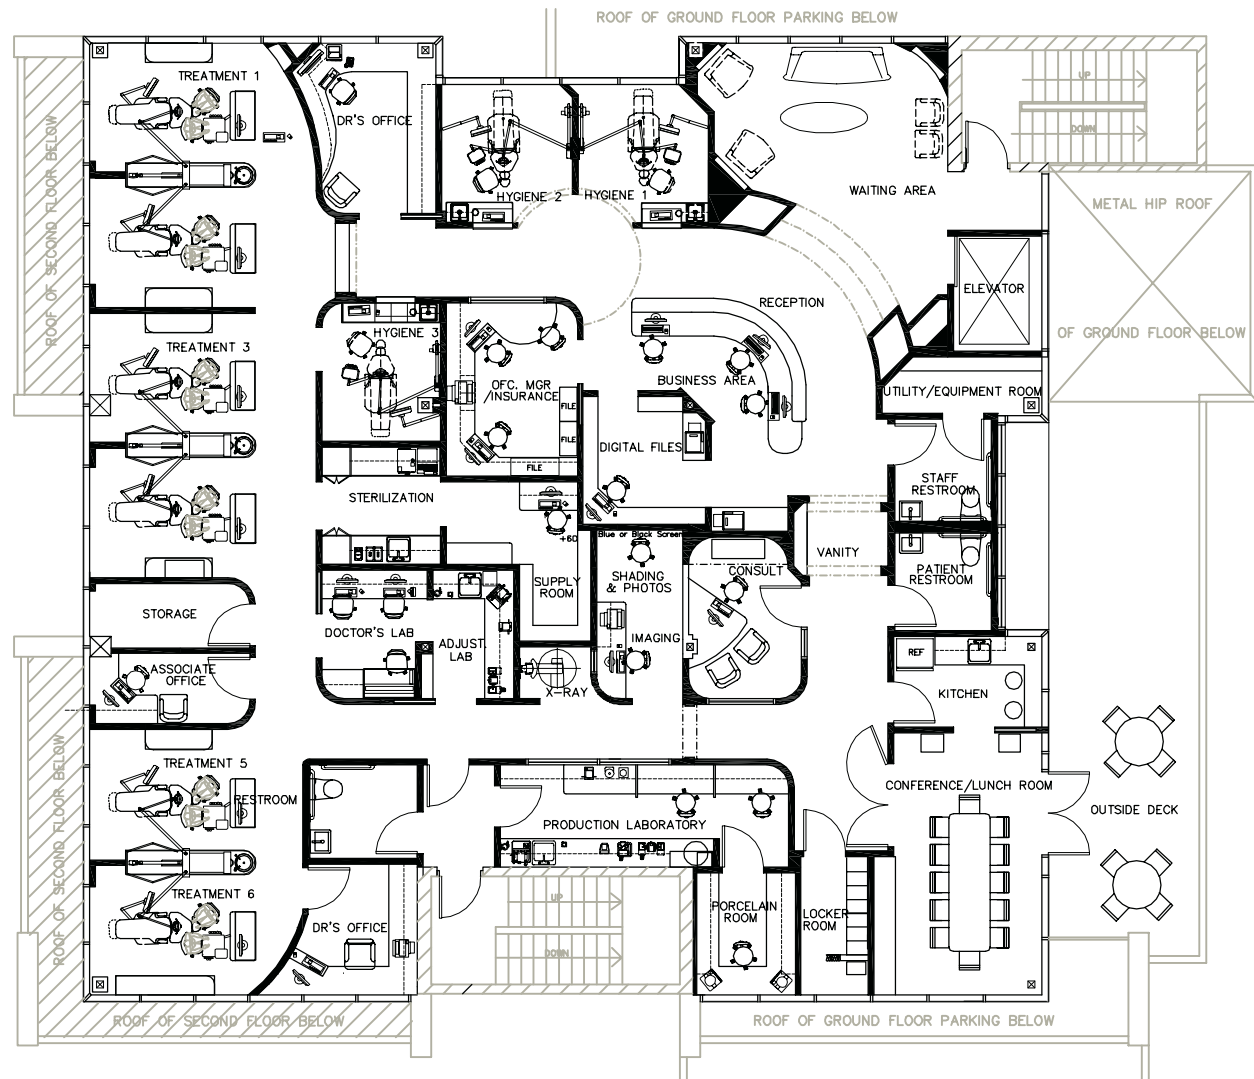 ROOF OF GROUND FLOOR PARKING BELOW
TREATMENT 1
UP
DR'S OFFICE
DOWN
ROOF OF SECOND FLOOR BELOW
HYGIENE 2
HYGIENE 1
WAITING AREA
METAL HIP ROOF
ELEVATOR
RECEPTION
HYGIENE 3
OF GROUND FLOOR BELOW
TREATMENT 3
BUSINESS AREA
OFC. MGR
/INSURANCE
UTILITY/EQUIPMENT ROOM
FILE
FILE
FILE
DIGITAL FILES
STAFF
RESTROOM
STERILIZATION
+60
Blue or Black Screen
VANITY
SHADING
& PHOTOS
CONSULT
PATIENT
RESTROOM
SUPPLY
ROOM
STORAGE
DOCTOR'S LAB
ADJUST.
LAB
IMAGING
REF
ASSOCIATE
OFFICE
X-RAY
KITCHEN
ROOF OF SECOND FLOOR BELOW
TREATMENT 5
RESTROOM
CONFERENCE/LUNCH ROOM
OUTSIDE DECK
PRODUCTION LABORATORY
TREATMENT 6
UP
PORCELAIN
ROOM
LOCKER
ROOM
DR'S OFFICE
DOWN
ROOF OF SECOND FLOOR BELOW
ROOF OF GROUND FLOOR PARKING BELOW